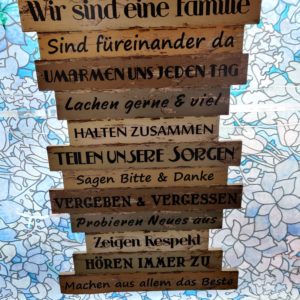 Wir sind eine Familie
Sind füreinander da
UMARMEN UNS JEDEN TAG
Lachen gerne & viel
HALTEN ZUSAMMEN
TEILEN UNSERE SORGEN
Sagen Bitte & Danke
VERGEBEN & VERGESSEN
Probieren Neues aus
Zeigen Respekt
HÖREN IMMER ZU
Machen aus allem das Beste